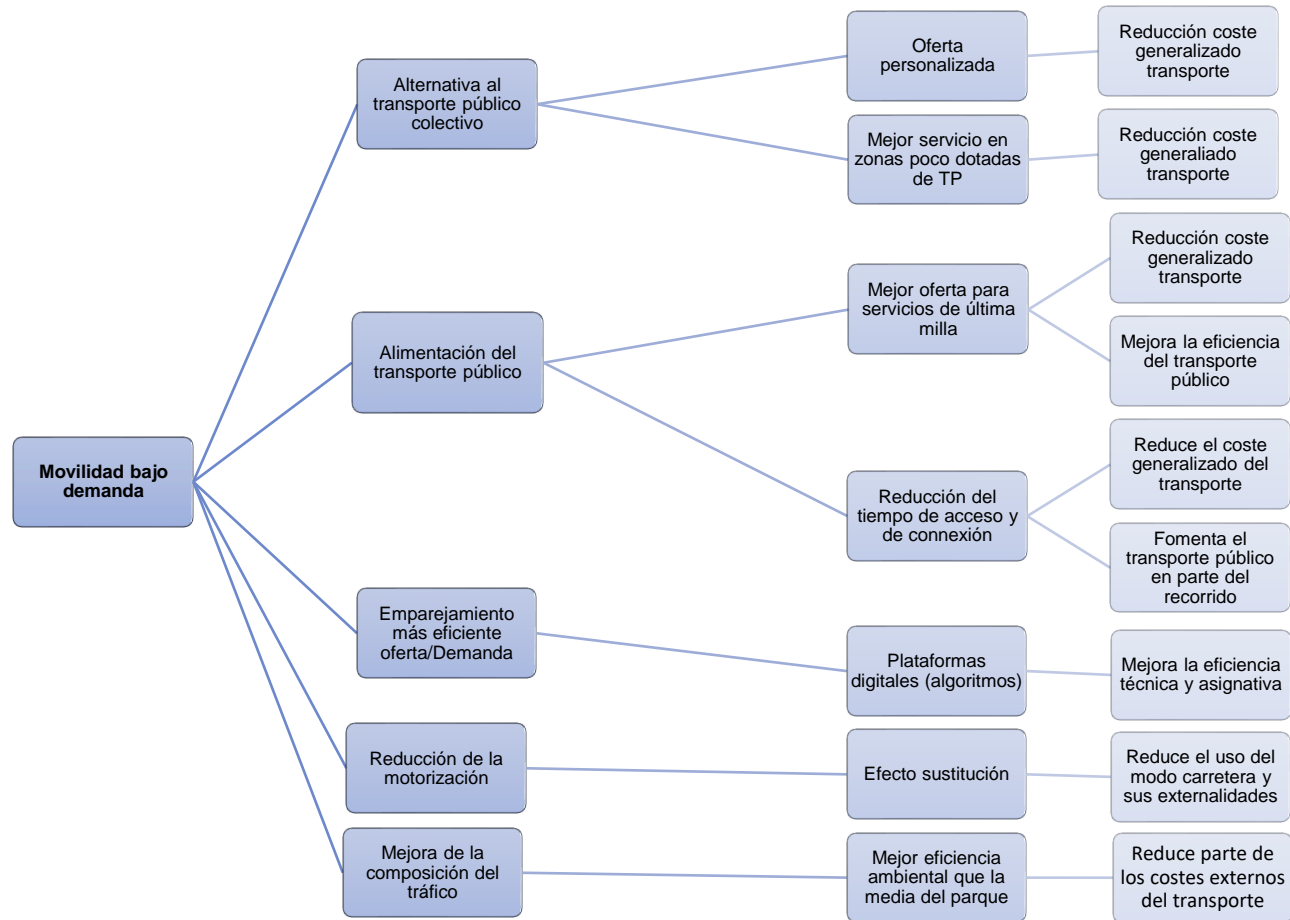 Movilidad bajo
demanda
Alternativa al
transporte público
colectivo
Oferta
personalizada
Reducción coste
generalizado
transporte
Mejor servicio en
zonas poco dotadas
de TP
Reducción coste
generaliado
transporte
Alimentación del
transporte público
Mejor oferta para
servicios de última
milla
Reducción coste
generalizado
transporte
Mejora la eficiencia
del transporte
público
Reducción del
tiempo de acceso y
de connexión
Reduce el coste
generalizado del
transporte
Fomenta el
transporte público
en parte del
recorrido
Emparejamiento
más eficiente
oferta/Demanda
Plataformas
digitales (algoritmos)
Mejora la eficiencia
técnica y asignativa
Reducción de la
motorización
Efecto sustitución
Reduce el uso del
modo carretera y
sus externalidades
Mejora de la
composición del
tráfico
Mejor eficiencia
ambiental que la
media del parque
Reduce parte de
los costes externos
del transporte